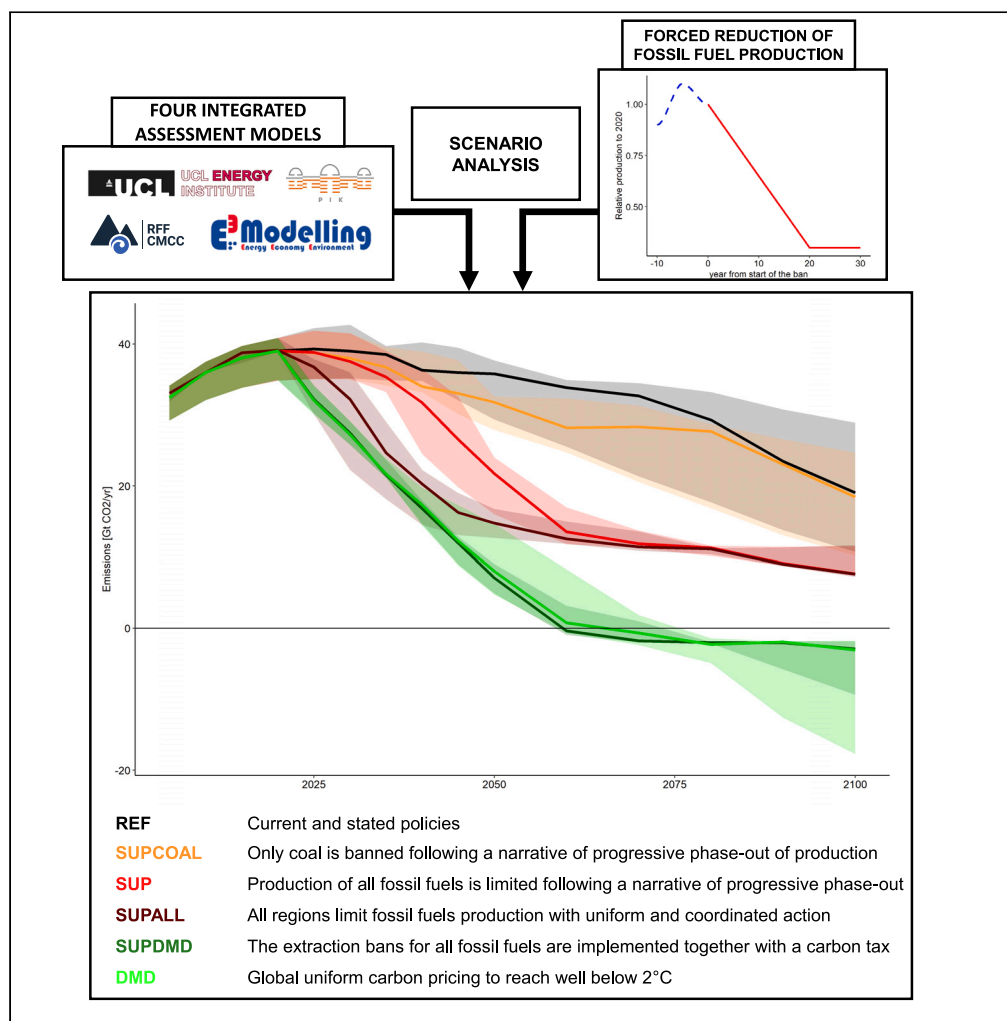 FORCED REDUCTION OF
FOSSIL FUEL PRODUCTION
FOUR INTEGRATED
ASSESSMENT MODELS
SCENARIO
ANALYSIS
UCL
UCL ENERGY
INSTITUTE
P I K
RFF
CMCC
E3 Modelling
Energy Economy Environment
Relative production to 2020
1.00
0.75
0.50
-10
0
10
20
30
year from start of the ban
Emissions [Gt CO2/yr]
40
20
0
-20
2025
2050
2075
2100
REF Current and stated policies
SUPCOAL Only coal is banned following a narrative of progressive phase-out of production
SUP Production of all fossil fuels is limited following a narrative of progressive phase-out
SUPALL All regions limit fossil fuels production with uniform and coordinated action
SUPDMD The extraction bans for all fossil fuels are implemented together with a carbon tax
DMD Global uniform carbon pricing to reach well below 2°C